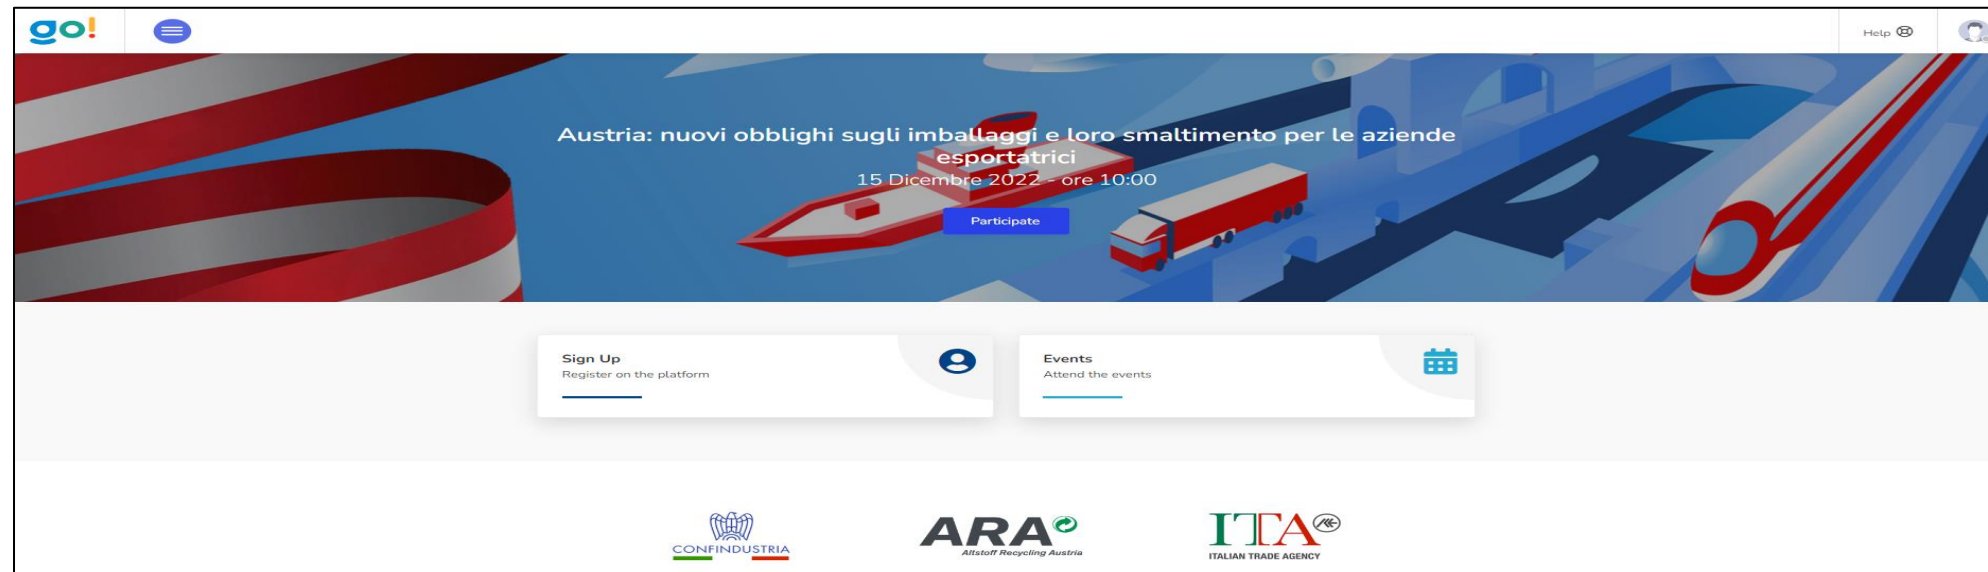 go!
Help
Austria: nuovi obblighi sugli imballaggi e loro smaltimento per le aziende
esportatrici
15 Dicembre 2022 - ore 10:00
Participate
Sign Up
Register on the platform
Events
Attend the events
CONFINDUSTRIA
ARA
Altstoff Recycling Austria
ITA
ITALIAN TRADE AGENCY